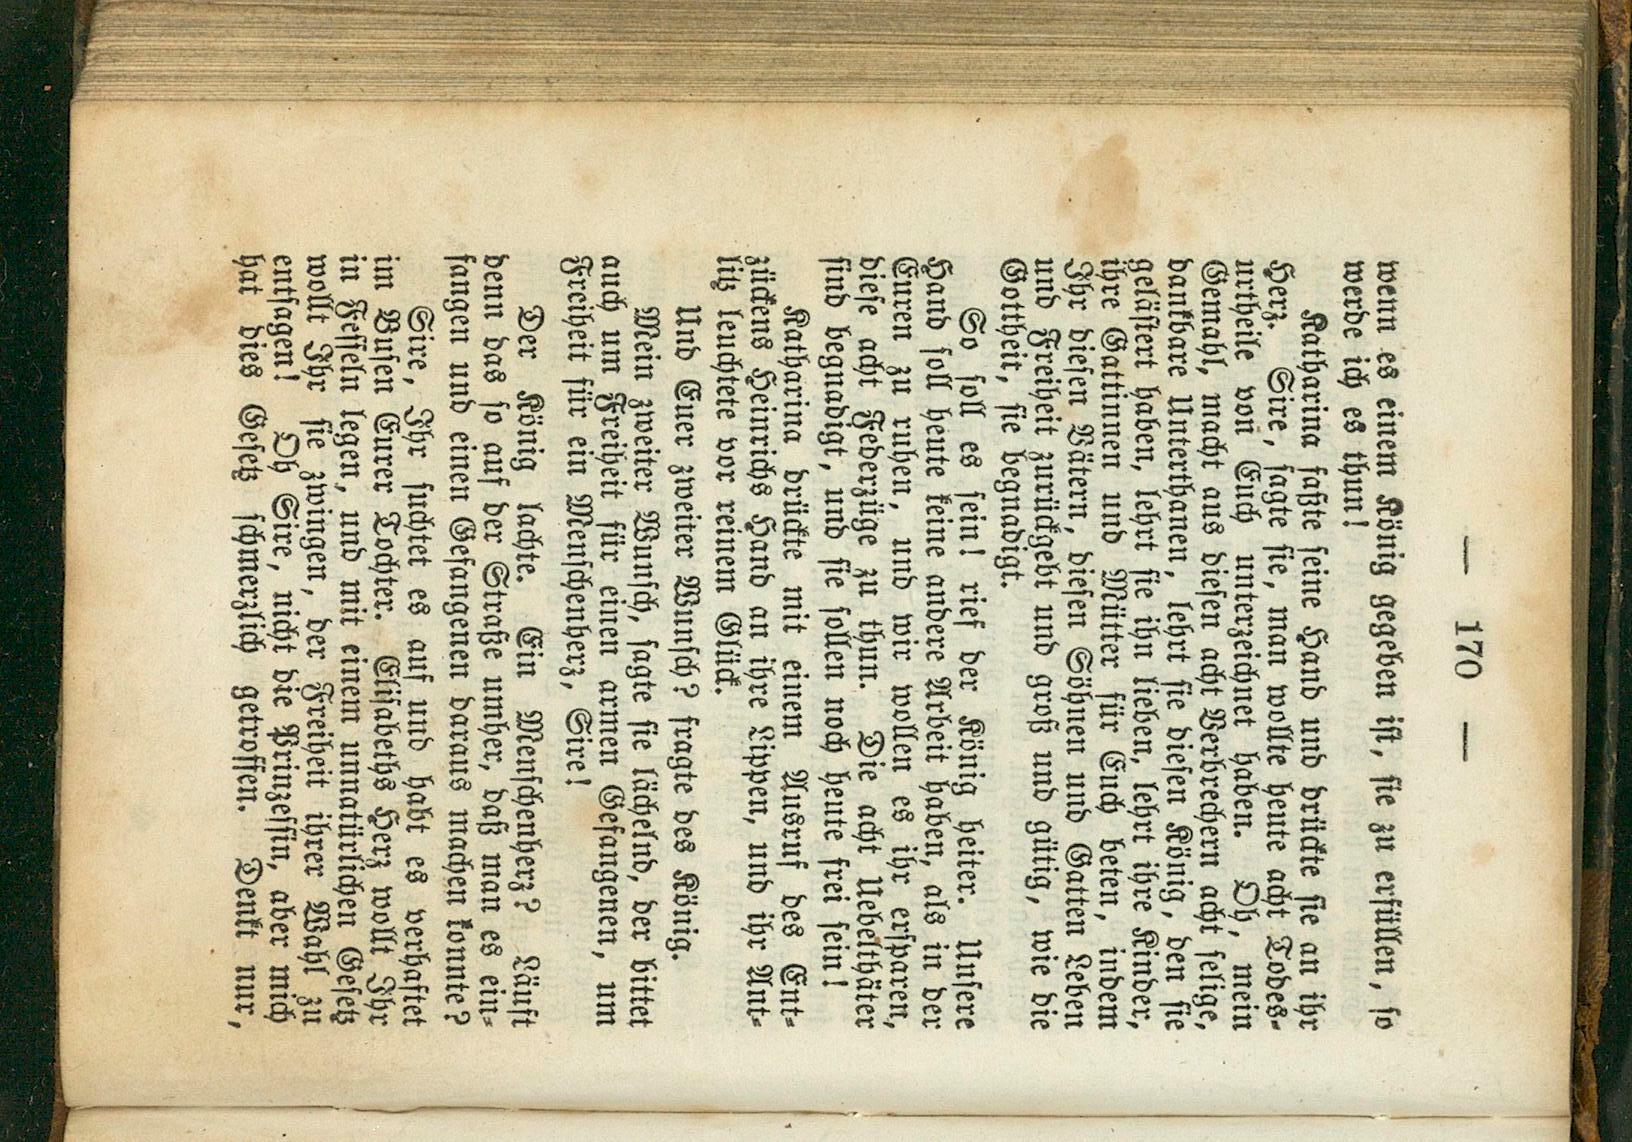 — 170 —
wenn es einem König gegeben ist, sie zu erfüllen, so
werde ich es thun!
Katharina faßte seine Hand und drückte sie an ihr
Herz. Sire, sagte sie, man wollte heute acht Todes-
urtheile von Euch unterzeichnet haben. Oh, mein
Gemahl, macht aus diesen acht Verbrechern acht selige,
dankbare Unterthanen, lehrt sie diesen König, den sie
gelästert haben, lehrt sie ihn lieben, lehrt ihre Kinder,
ihre Gattinnen und Mütter für Euch beten, indem
Ihr diesen Vätern, diesen Söhnen und Gatten Leben
und Freiheit zurückgebt und groß und gütig, wie die
Gottheit, sie begnadigt.
So soll es sein! rief der König heiter. Unsere
Hand soll heute keine andere Arbeit haben, als in der
Euren zu ruhen, und wir wollen es ihr ersparen,
diese acht Federzüge zu thun. Die acht Uebelthäter
sind begnadigt, und sie sollen noch heute frei sein!
Katharina drückte mit einem Ausruf des Ent-
zückens Heinrichs Hand an ihre Lippen, und ihr Ant-
litz leuchtete vor reinem Glück.
Und Euer zweiter Wunsch? fragte des König.
Mein zweiter Wunsch, sagte sie lächelnd, der bittet
auch um Freiheit für einen armen Gefangenen, um
Freiheit für ein Menschenherz, Sire!
Der König lachte. Ein Menschenherz? Läuft
denn das so auf der Straße umher, daß man es ein-
fangen und einen Gefangenen daraus machen konnte?
Sire, Ihr suchtet es auf und habt es verhaftet
im Busen Eurer Tochter. Elisabeths Herz wollt Ihr
in Fesseln legen, und mit einem unnatürlichen Gesetz
wollt Ihr sie zwingen, der Freiheit ihrer Wahl zu
entsagen! Oh Sire, nicht die Prinzessin, aber mich
hat dies Gesetz schmerzlich getroffen. Denkt nur,